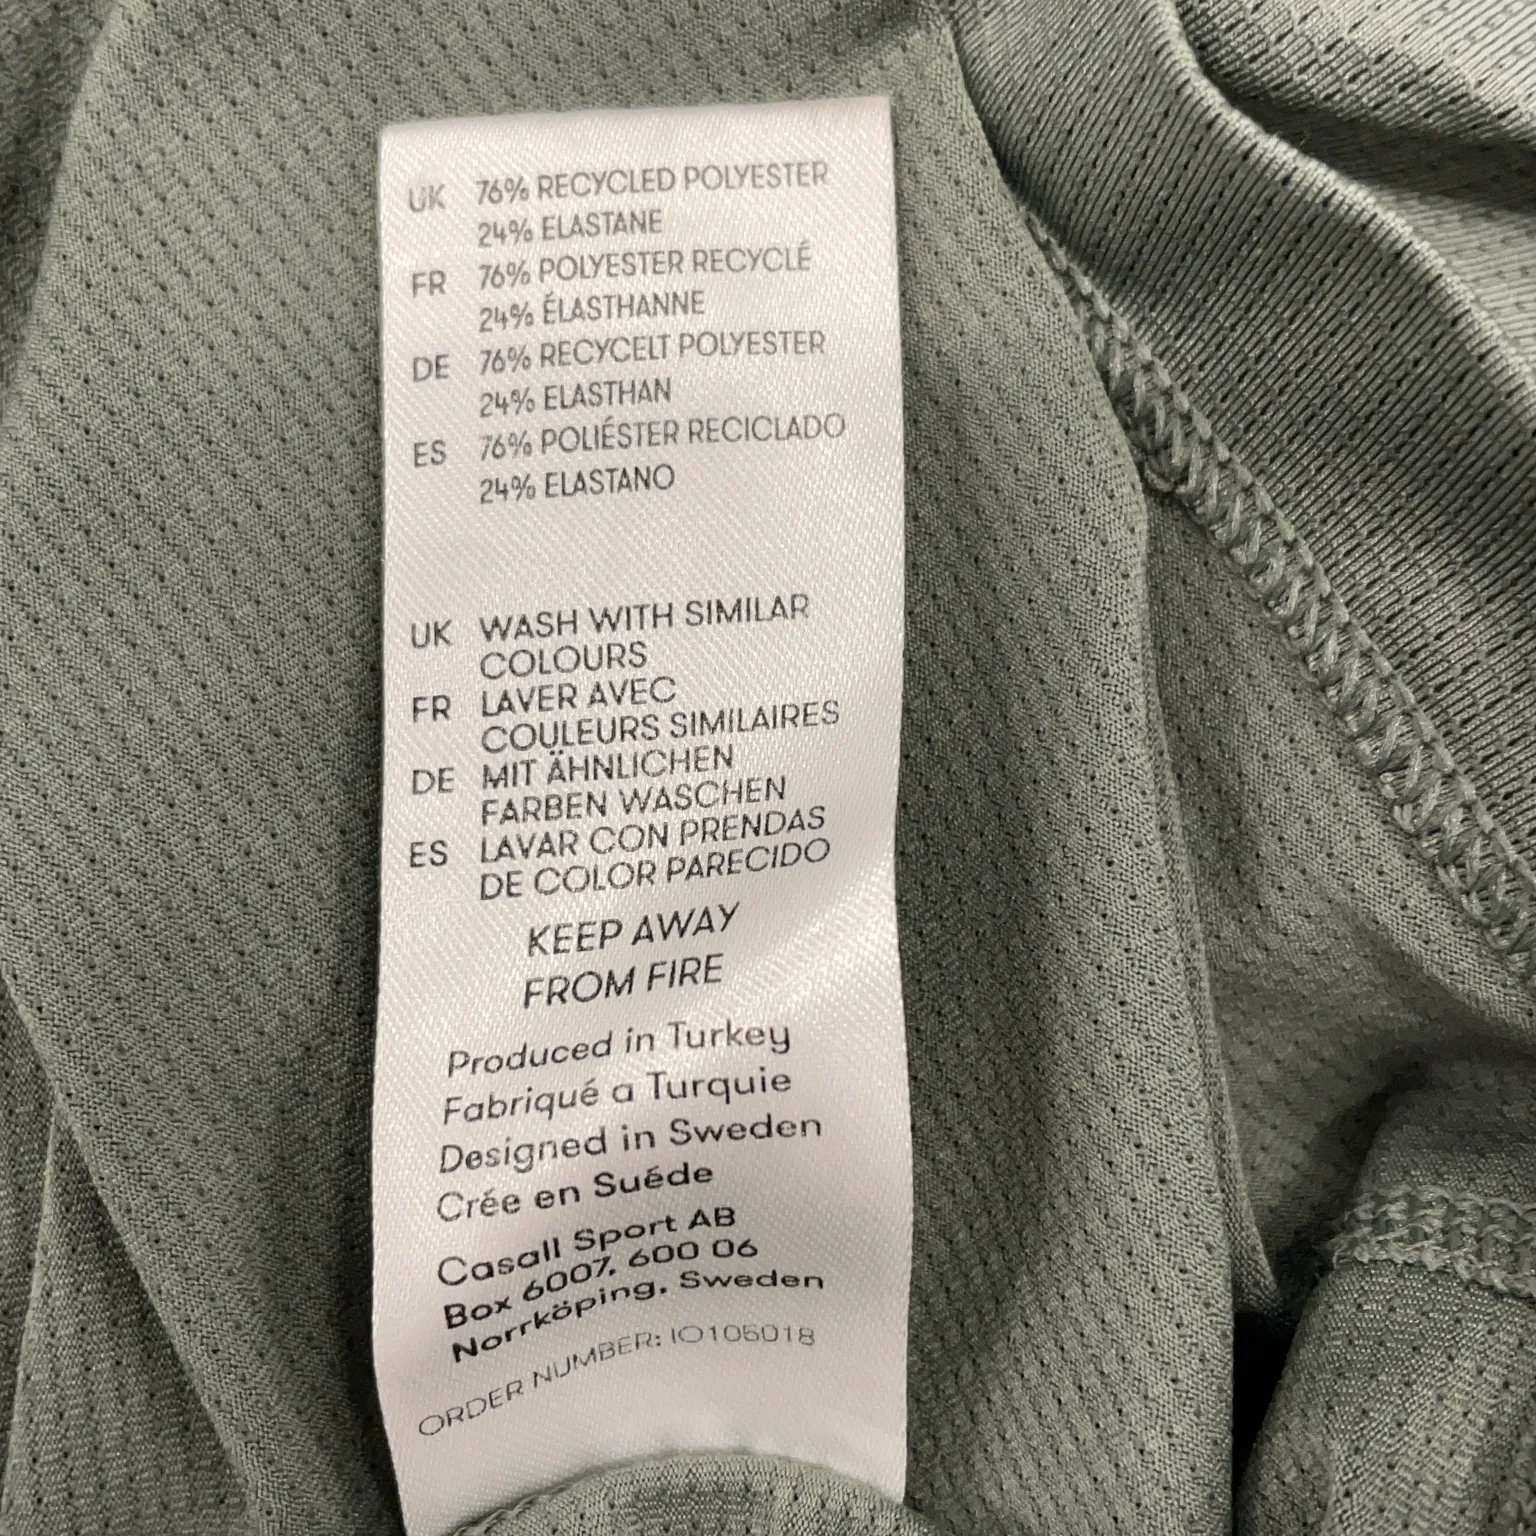 UK 76% RECYCLED POLYESTER
24% ELASTANE
FR 76% POLYESTER RECYCLÉ
24% ÉLASTHANNE
DE 76% RECYCELT POLYESTER
24% ELASTHAN
ES 76% POLIÉSTER RECICLADO
24% ELASTANO
UK WASH WITH SIMILAR
COLOURS
FR LAVER AVEC
COULEURS SIMILAIRES
DE MIT ÄHNLICHEN
FARBEN WASCHEN
ES LAVAR CON PRENDAS
DE COLOR PARECIDO
KEEP AWAY
FROM FIRE
Produced in Turkey
Fabriqué a Turquie
Designed in Sweden
Crée en Suéde
Casall Sport AB
Box 6007, 600 06
Norrköping, Sweden
ORDER NUMBER: IO105018